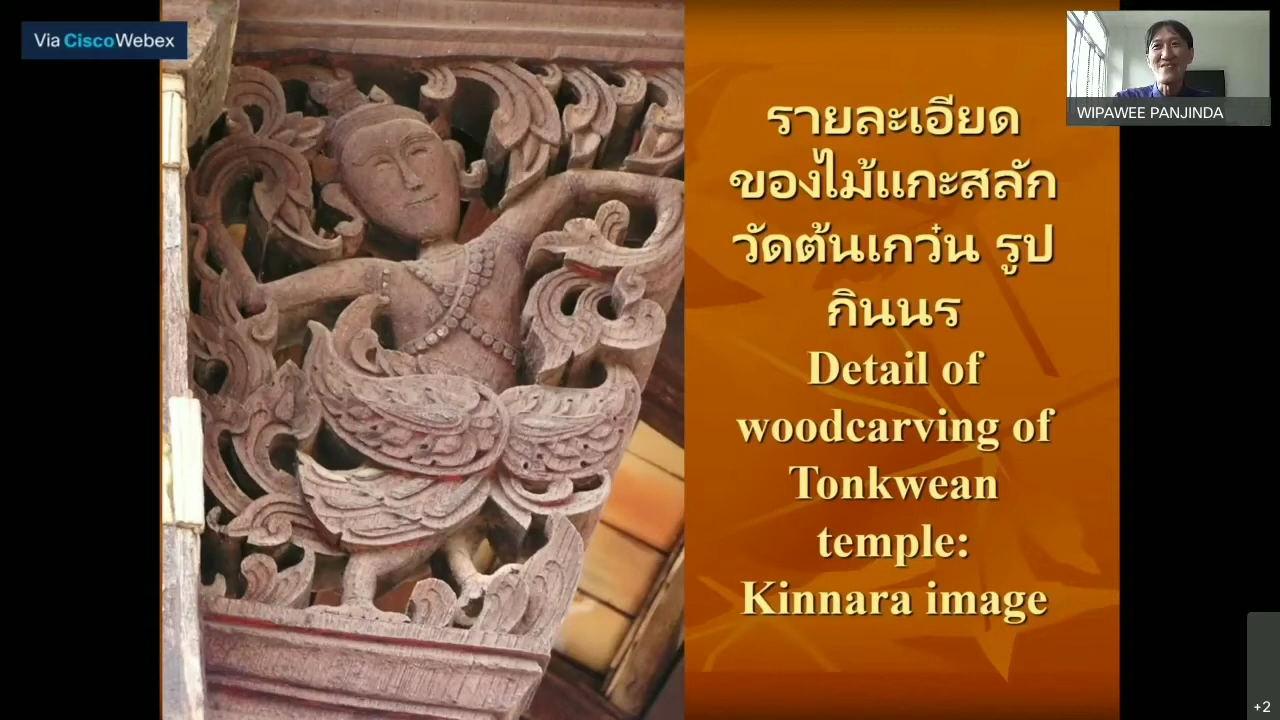 Via Cisco Webex
WIPAWEE PANJINDA
รายละเอียด
ของไม้แกะสลัก
วัดต้นเกว๋น รูป
กินนร
Detail of
woodcarving of
Tonkwean
temple:
Kinnara image
+2